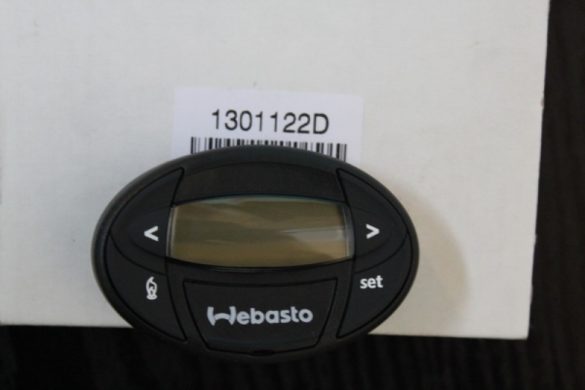 1301122D
< >
set
Webasto